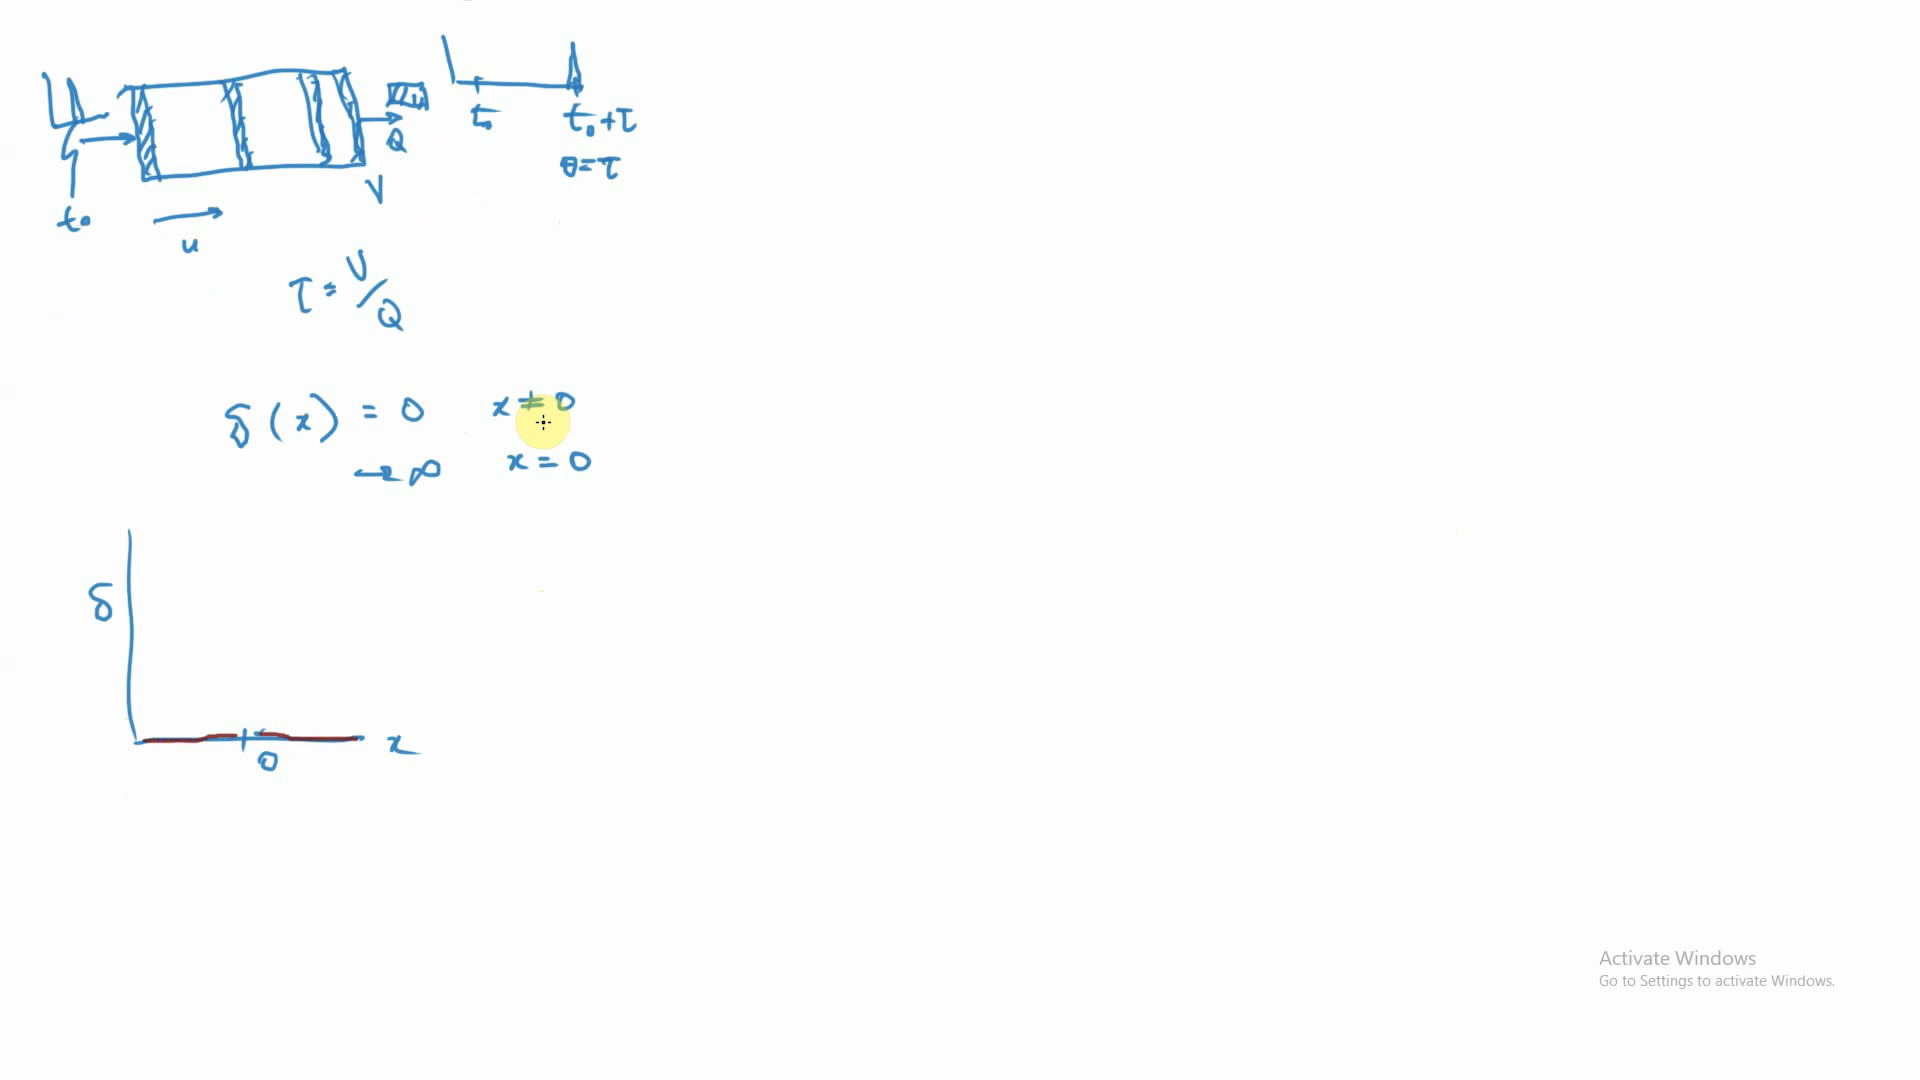 t₀
t₀+τ
Q
θ=τ
V
t₀
u
τ = V/Q
δ(x) = 0 x ≠ 0
→ ∞ x = 0
δ
x
0
Activate Windows
Go to Settings to activate Windows.